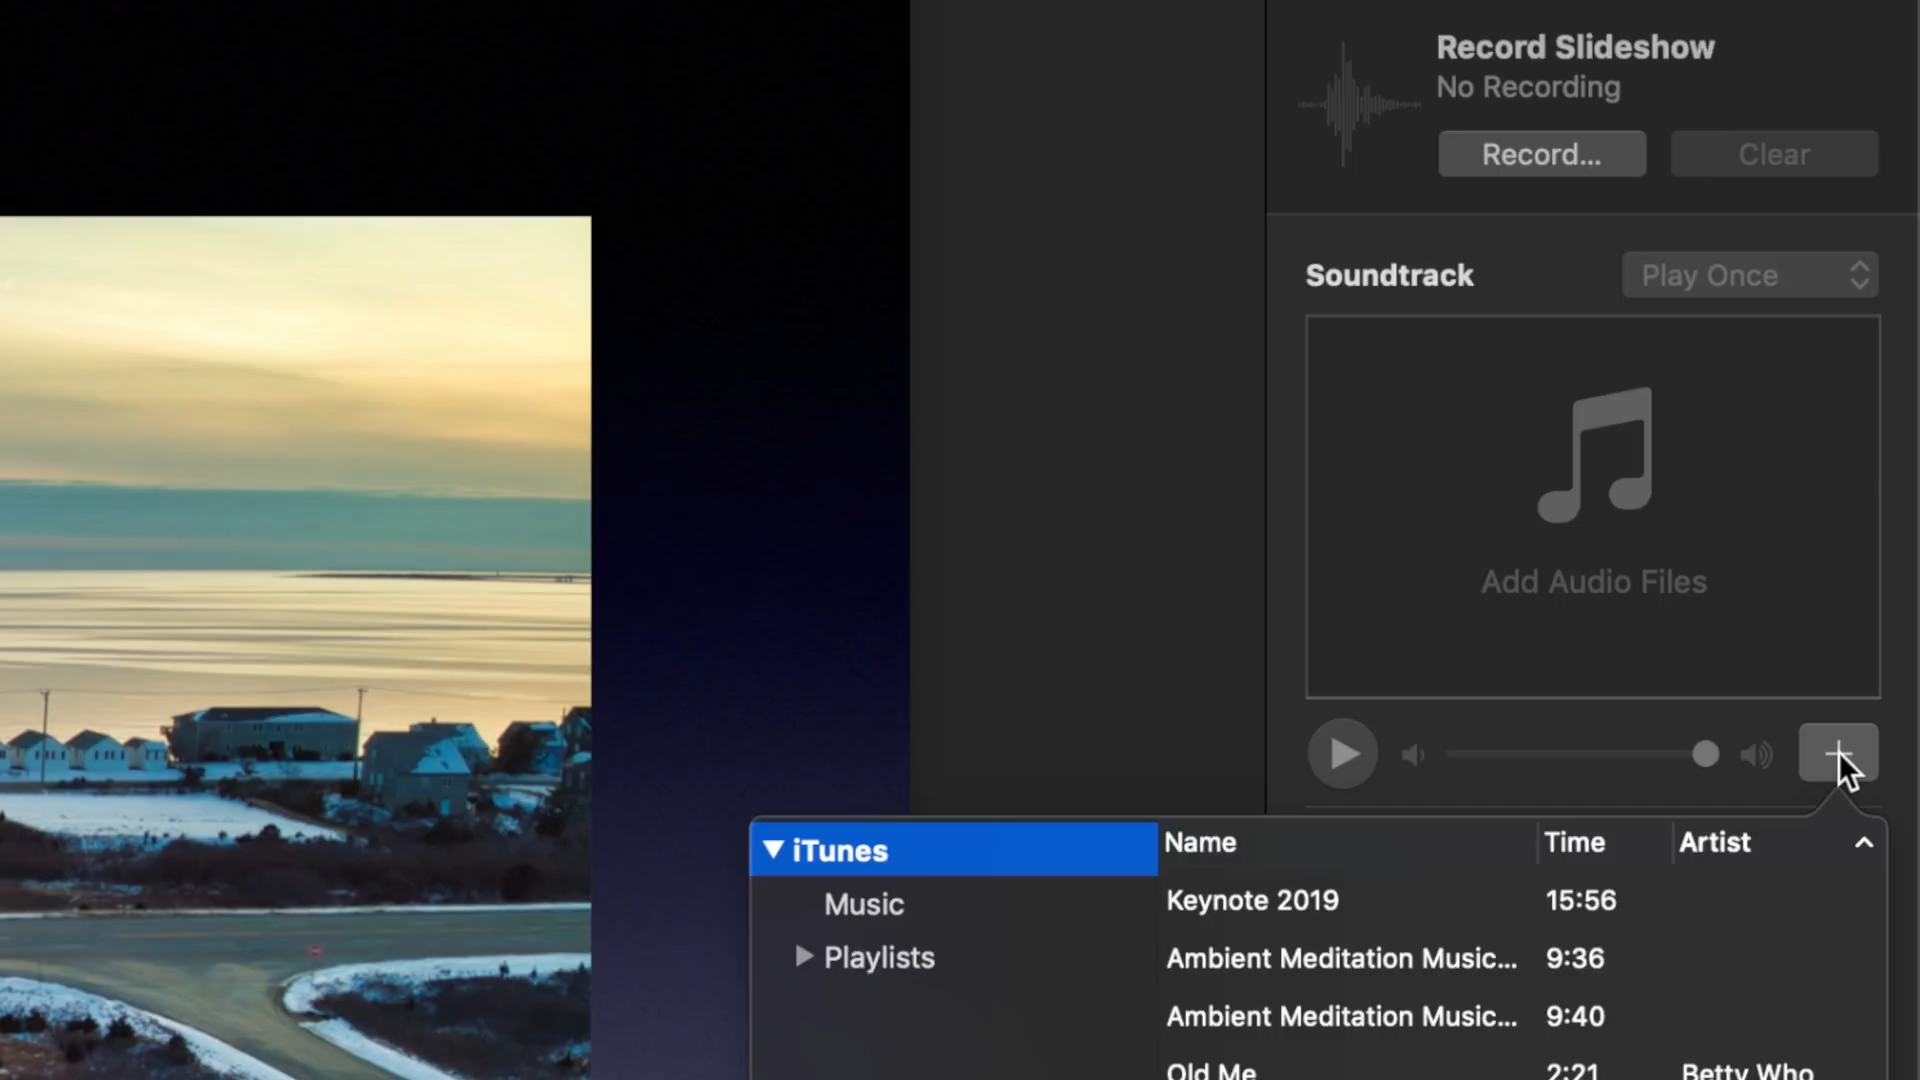 Record Slideshow
No Recording
Record...
Clear
Soundtrack
Play Once
Add Audio Files
iTunes
Music
Playlists
Name Time Artist
Keynote 2019 15:56
Ambient Meditation Music... 9:36
Ambient Meditation Music... 9:40
Old Me 2:21 Betty Who